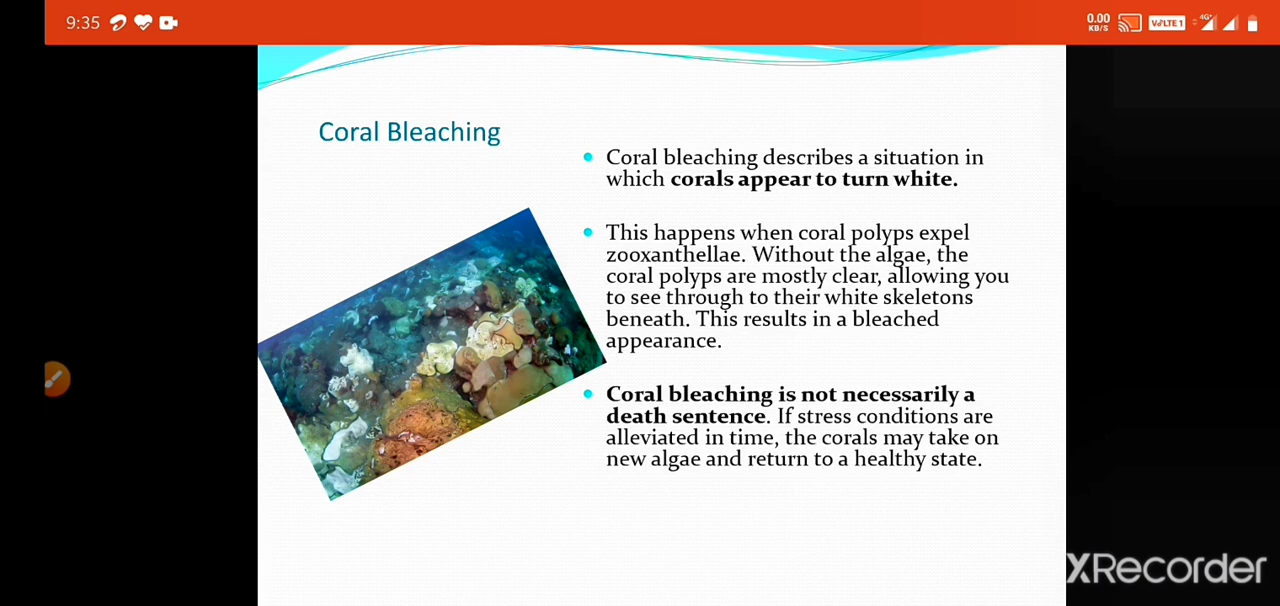 9:35
0.00
KB/S
VoLTE 1
4G+
Coral Bleaching
Coral bleaching describes a situation in
which corals appear to turn white.
This happens when coral polyps expel
zooxanthellae. Without the algae, the
coral polyps are mostly clear, allowing you
to see through to their white skeletons
beneath. This results in a bleached
appearance.
Coral bleaching is not necessarily a
death sentence. If stress conditions are
alleviated in time, the corals may take on
new algae and return to a healthy state.
XRecorder